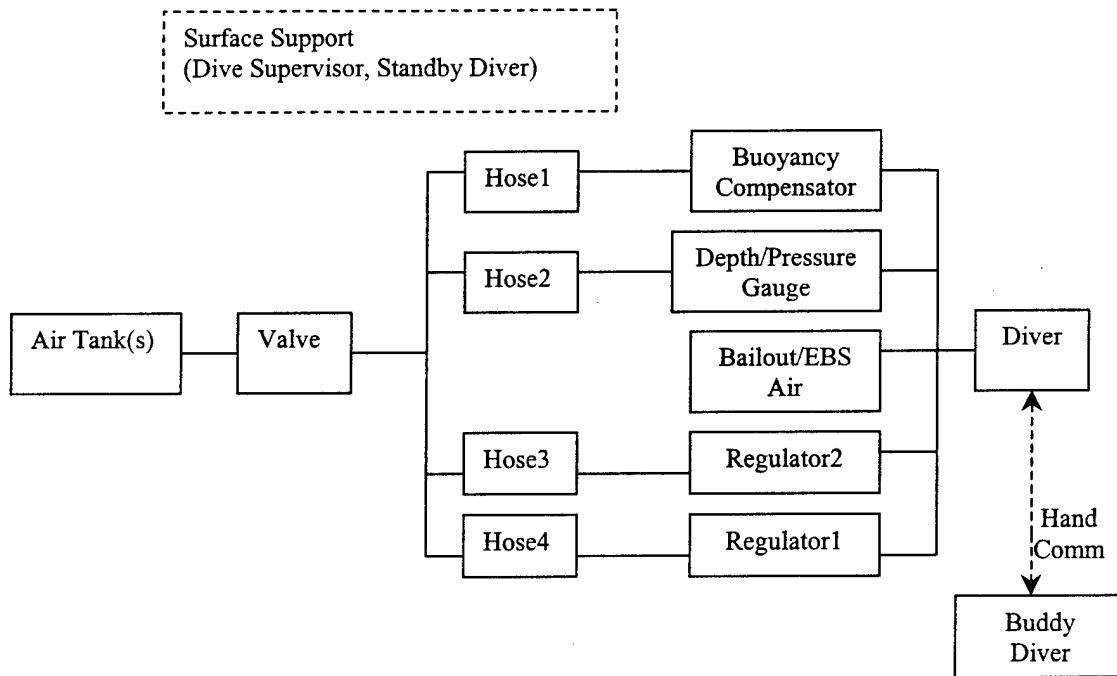 Surface Support
(Dive Supervisor, Standby Diver)
Hose1
Buoyancy
Compensator
Hose2
Depth/Pressure
Gauge
Air Tank(s)
Valve
Bailout/EBS
Air
Diver
Hose3
Regulator2
Hose4
Regulator1
Hand
Comm
Buddy
Diver